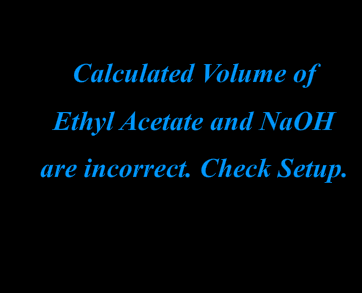 Calculated Volume of
Ethyl Acetate and NaOH
are incorrect. Check Setup.